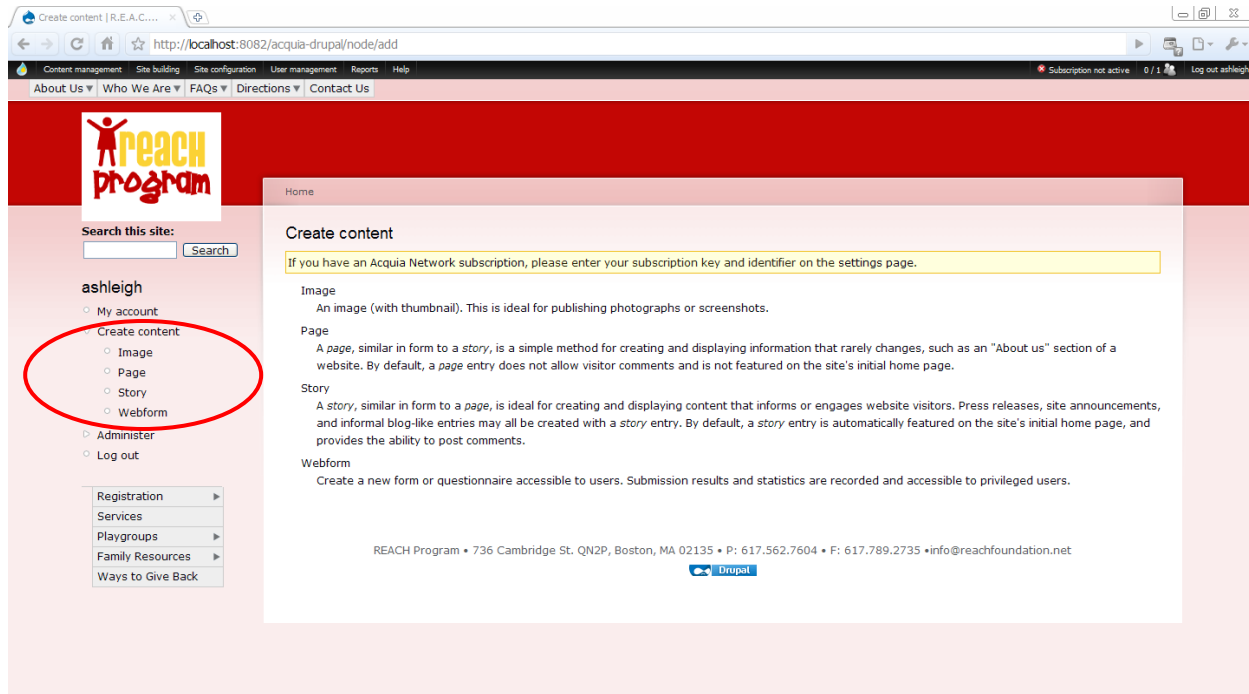 Create content | R.E.A.C....
http://localhost:8082/acquia-drupal/node/add
Content management Site building Site configuration User management Reports Help
Subscription not active 0 / 1 Log out ashleigh
About Us Who We Are FAQs Directions Contact Us
reach
program
Home
Search this site:
Search
ashleigh
My account
Create content
Image
Page
Story
Webform
Administer
Log out
Registration
Services
Playgroups
Family Resources
Ways to Give Back
Create content
If you have an Acquia Network subscription, please enter your subscription key and identifier on the settings page.
Image
An image (with thumbnail). This is ideal for publishing photographs or screenshots.
Page
A page, similar in form to a story, is a simple method for creating and displaying information that rarely changes, such as an "About us" section of a
website. By default, a page entry does not allow visitor comments and is not featured on the site's initial home page.
Story
A story, similar in form to a page, is ideal for creating and displaying content that informs or engages website visitors. Press releases, site announcements,
and informal blog-like entries may all be created with a story entry. By default, a story entry is automatically featured on the site's initial home page, and
provides the ability to post comments.
Webform
Create a new form or questionnaire accessible to users. Submission results and statistics are recorded and accessible to privileged users.
REACH Program • 736 Cambridge St. QN2P, Boston, MA 02135 • P: 617.562.7604 • F: 617.789.2735 •info@reachfoundation.net
Drupal